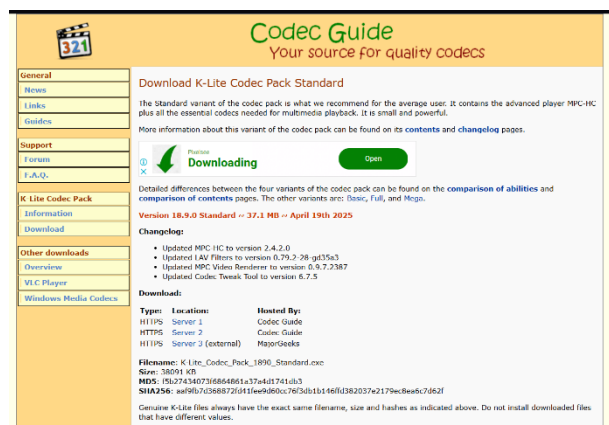 321
Codec Guide
Your source for quality codecs
General
News
Links
Guides
Support
Forum
F.A.Q.
K Lite Codec Pack
Information
Download
Other downloads
Overview
VLC Player
Windows Media Codecs
Download K-Lite Codec Pack Standard
The Standard variant of the codec pack is what we recommend for the average user. It contains the advanced player MPC-HC
plus all the essential codecs needed for multimedia playback. It is small and powerful.
More information about this variant of the codec pack can be found on its contents and changelog pages.
Pixelsee
Downloading
Open
Detailed differences between the four variants of the codec pack can be found on the comparison of abilities and
comparison of contents pages. The other variants are: Basic, Full, and Mega.
Version 18.9.0 Standard ~ 37.1 MB ~ April 19th 2025
Changelog:
• Updated MPC HC to version 2.4.2.0
• Updated LAV Filters to version 0.79.2-28-gd35a3
• Updated MPC Video Renderer to version 0.9.7.2387
• Updated Codec Tweak Tool to version 6.7.5
Download:
Type: Location: Hosted By:
HTTPS Server 1 Codec Guide
HTTPS Server 2 Codec Guide
HTTPS Server 3 (external) MajorGeeks
Filename: K-Lite_Codec_Pack_1890_Standard.exe
Size: 38091 KB
MD5: f5b27434073f6864861a37a4d1741db3
SHA256: aaf9fb7d368872fd41fee9d60cc76f3db1b146ffd382037e2179ec8ea6c7d62f
Genuine K-Lite files always have the exact same filename, size and hashes as indicated above. Do not install downloaded files
that have different values.